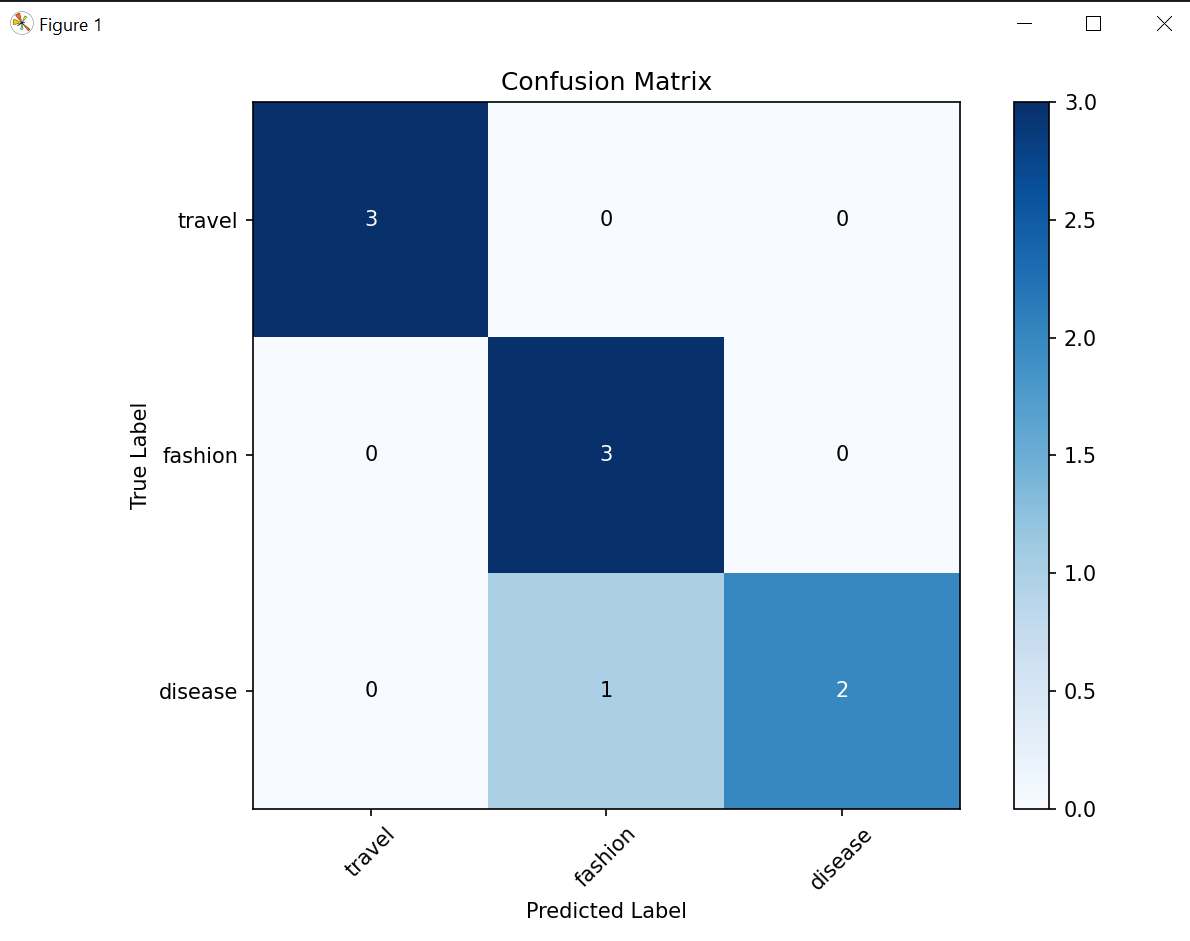 Figure 1
Confusion Matrix
travel 3 0 0
fashion 0 3 0
disease 0 1 2
True Label
travel fashion disease
Predicted Label
3.0
2.5
2.0
1.5
1.0
0.5
0.0